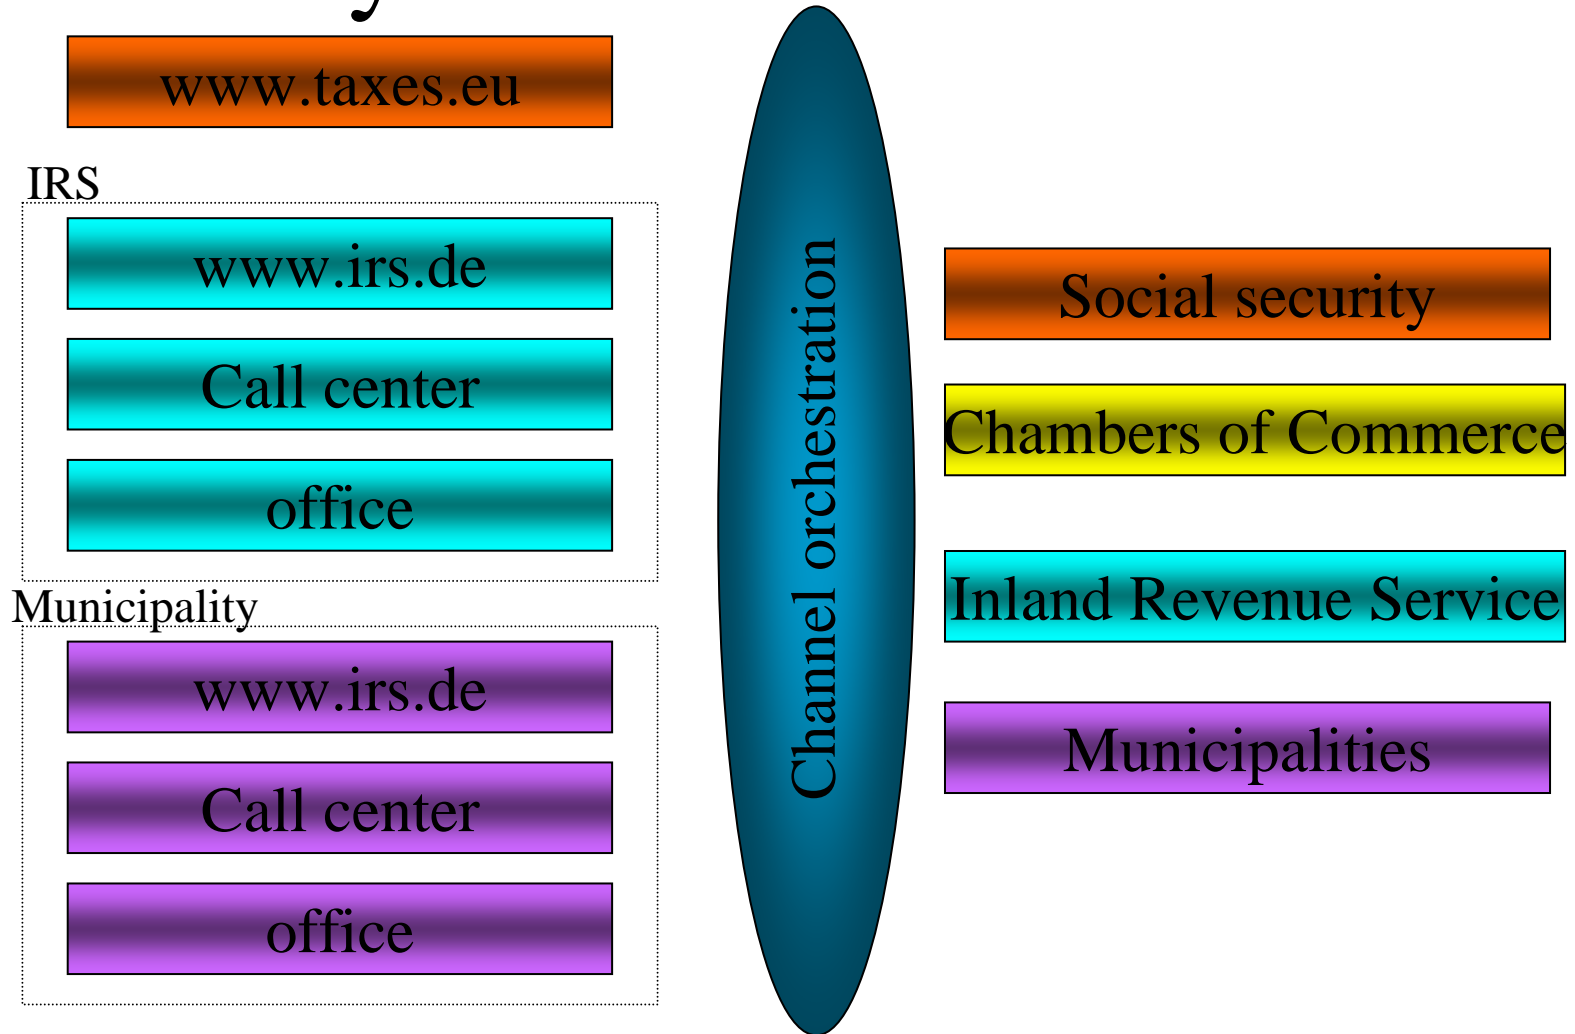 www.taxes.eu
IRS
www.irs.de
Call center
office
Municipality
www.irs.de
Call center
office
Channel orchestration
Social security
Chambers of Commerce
Inland Revenue Service
Municipalities